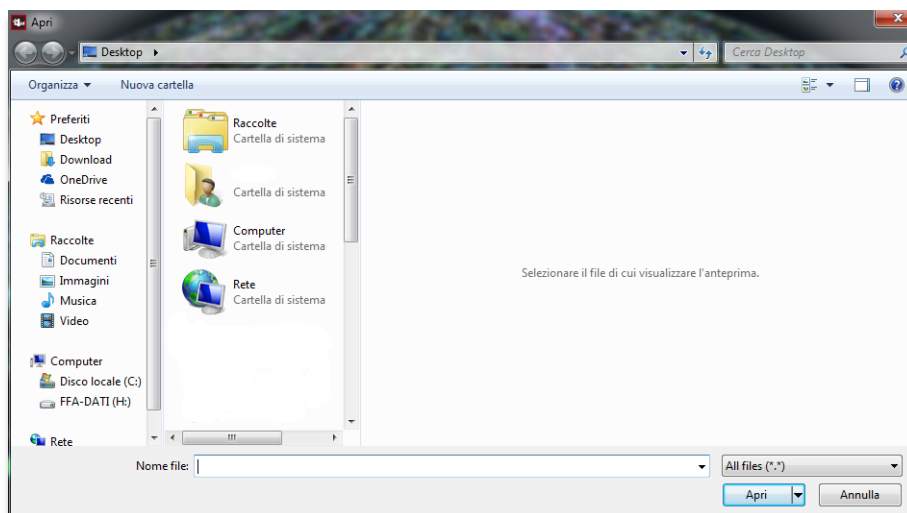 Apri
Desktop
Cerca Desktop
Organizza
Nuova cartella
Preferiti
Desktop
Download
OneDrive
Risorse recenti
Raccolte
Documenti
Immagini
Musica
Video
Computer
Disco locale (C:)
FFA-DATI (H:)
Rete
Raccolte
Cartella di sistema
Cartella di sistema
Computer
Cartella di sistema
Rete
Cartella di sistema
Selezionare il file di cui visualizzare l'anteprima.
Nome file:
All files (*.*)
Apri
Annulla